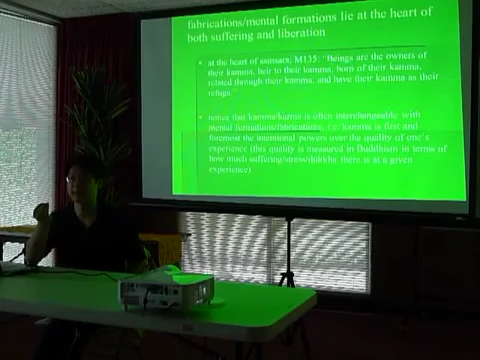 fabrications/mental formations lie at the heart of
both suffering and liberation
• at the heart of samsara; M135: "Beings are the owners of
their kamma, heir to their kamma, born of their kamma,
related through their kamma, and have their kamma as their
refuge."
• notice that kamma/karma is often interchangeable with
mental formations/fabrications; i.e. kamma is first and
foremost the intentional powers over the quality of one's
experience (this quality is measured in Buddhism in terms of
how much suffering/stress/dukkha there is at a given
experience)